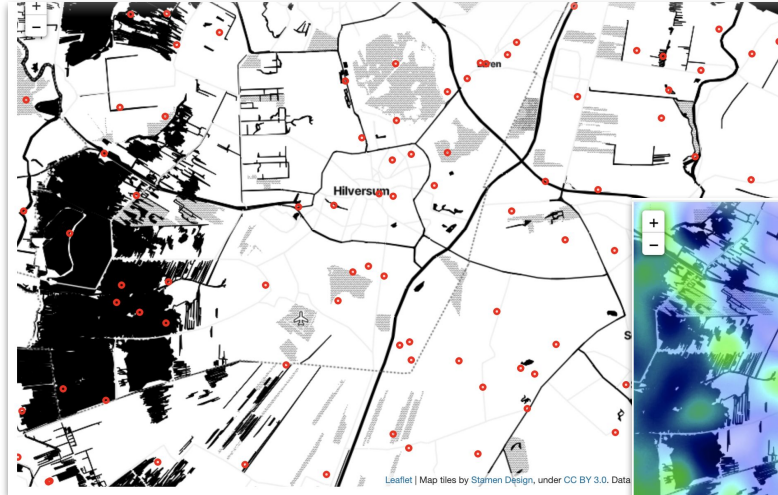 +
−
Hilversum
+
−
Leaflet | Map tiles by Stamen Design, under CC BY 3.0. Data